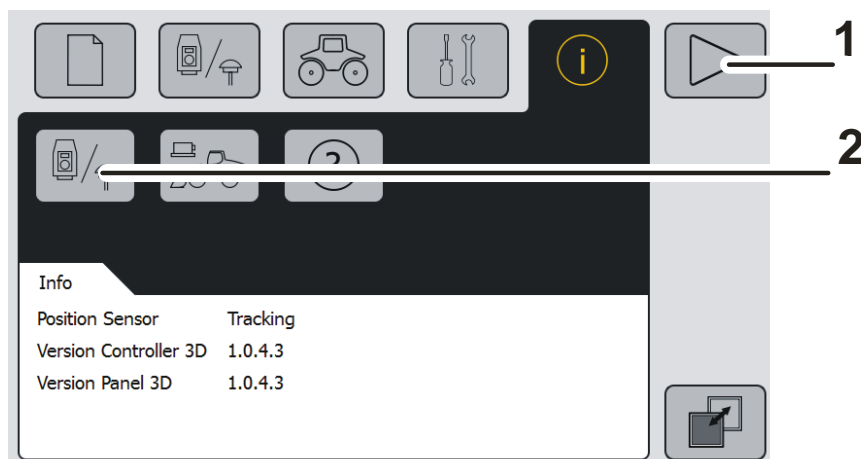 1
i
2
2
Info
Position Sensor Tracking
Version Controller 3D 1.0.4.3
Version Panel 3D 1.0.4.3